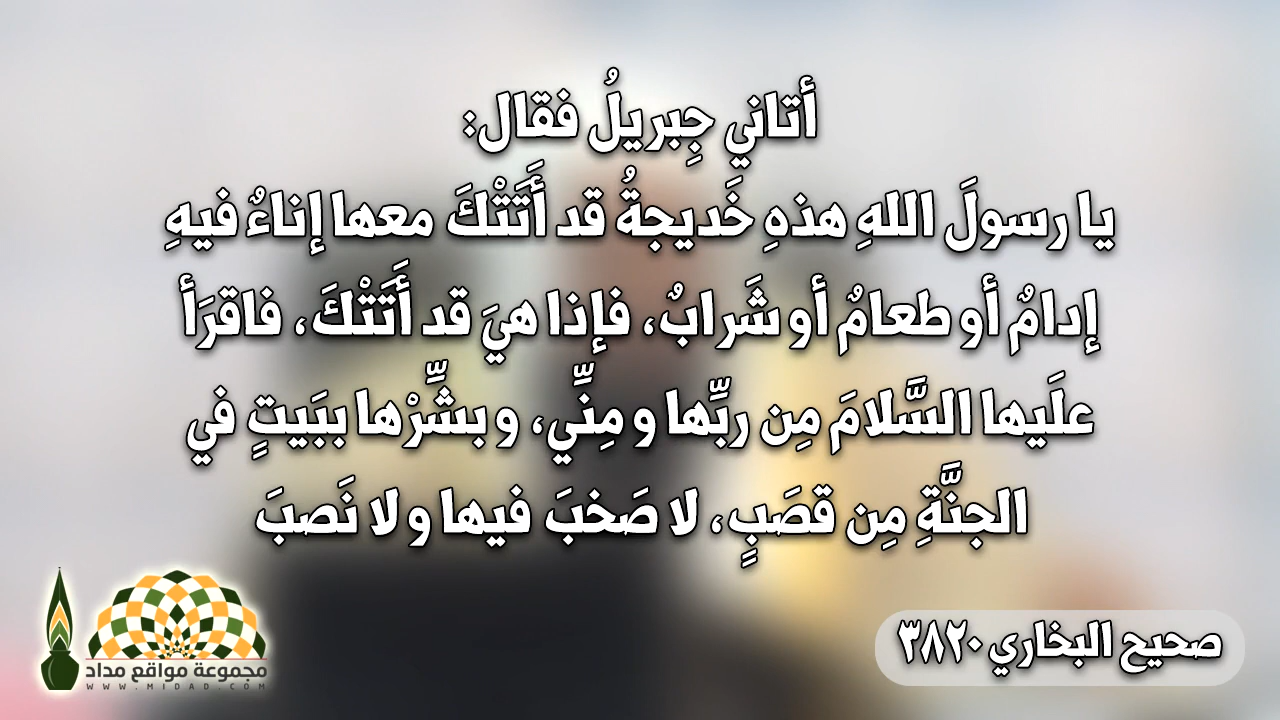 أتاني جِبريلُ فقال:
يا رسولَ اللهِ هذهِ خَديجةُ قد أَتَتْكَ معها إناءٌ فيهِ
إدامٌ أو طعامٌ أو شَرابٌ، فإذا هيَ قد أَتَتْكَ، فاقرَأ
علَيها السَّلامَ مِن ربِّها و مِنِّي، و بشِّرْها ببَيتٍ في
الجنَّةِ مِن قصَبٍ، لا صَخبَ فيها و لا نَصبَ
صحيح البخاري ٣٨٢٠
مجموعة مواقع مداد
WWW.MIDAD.COM